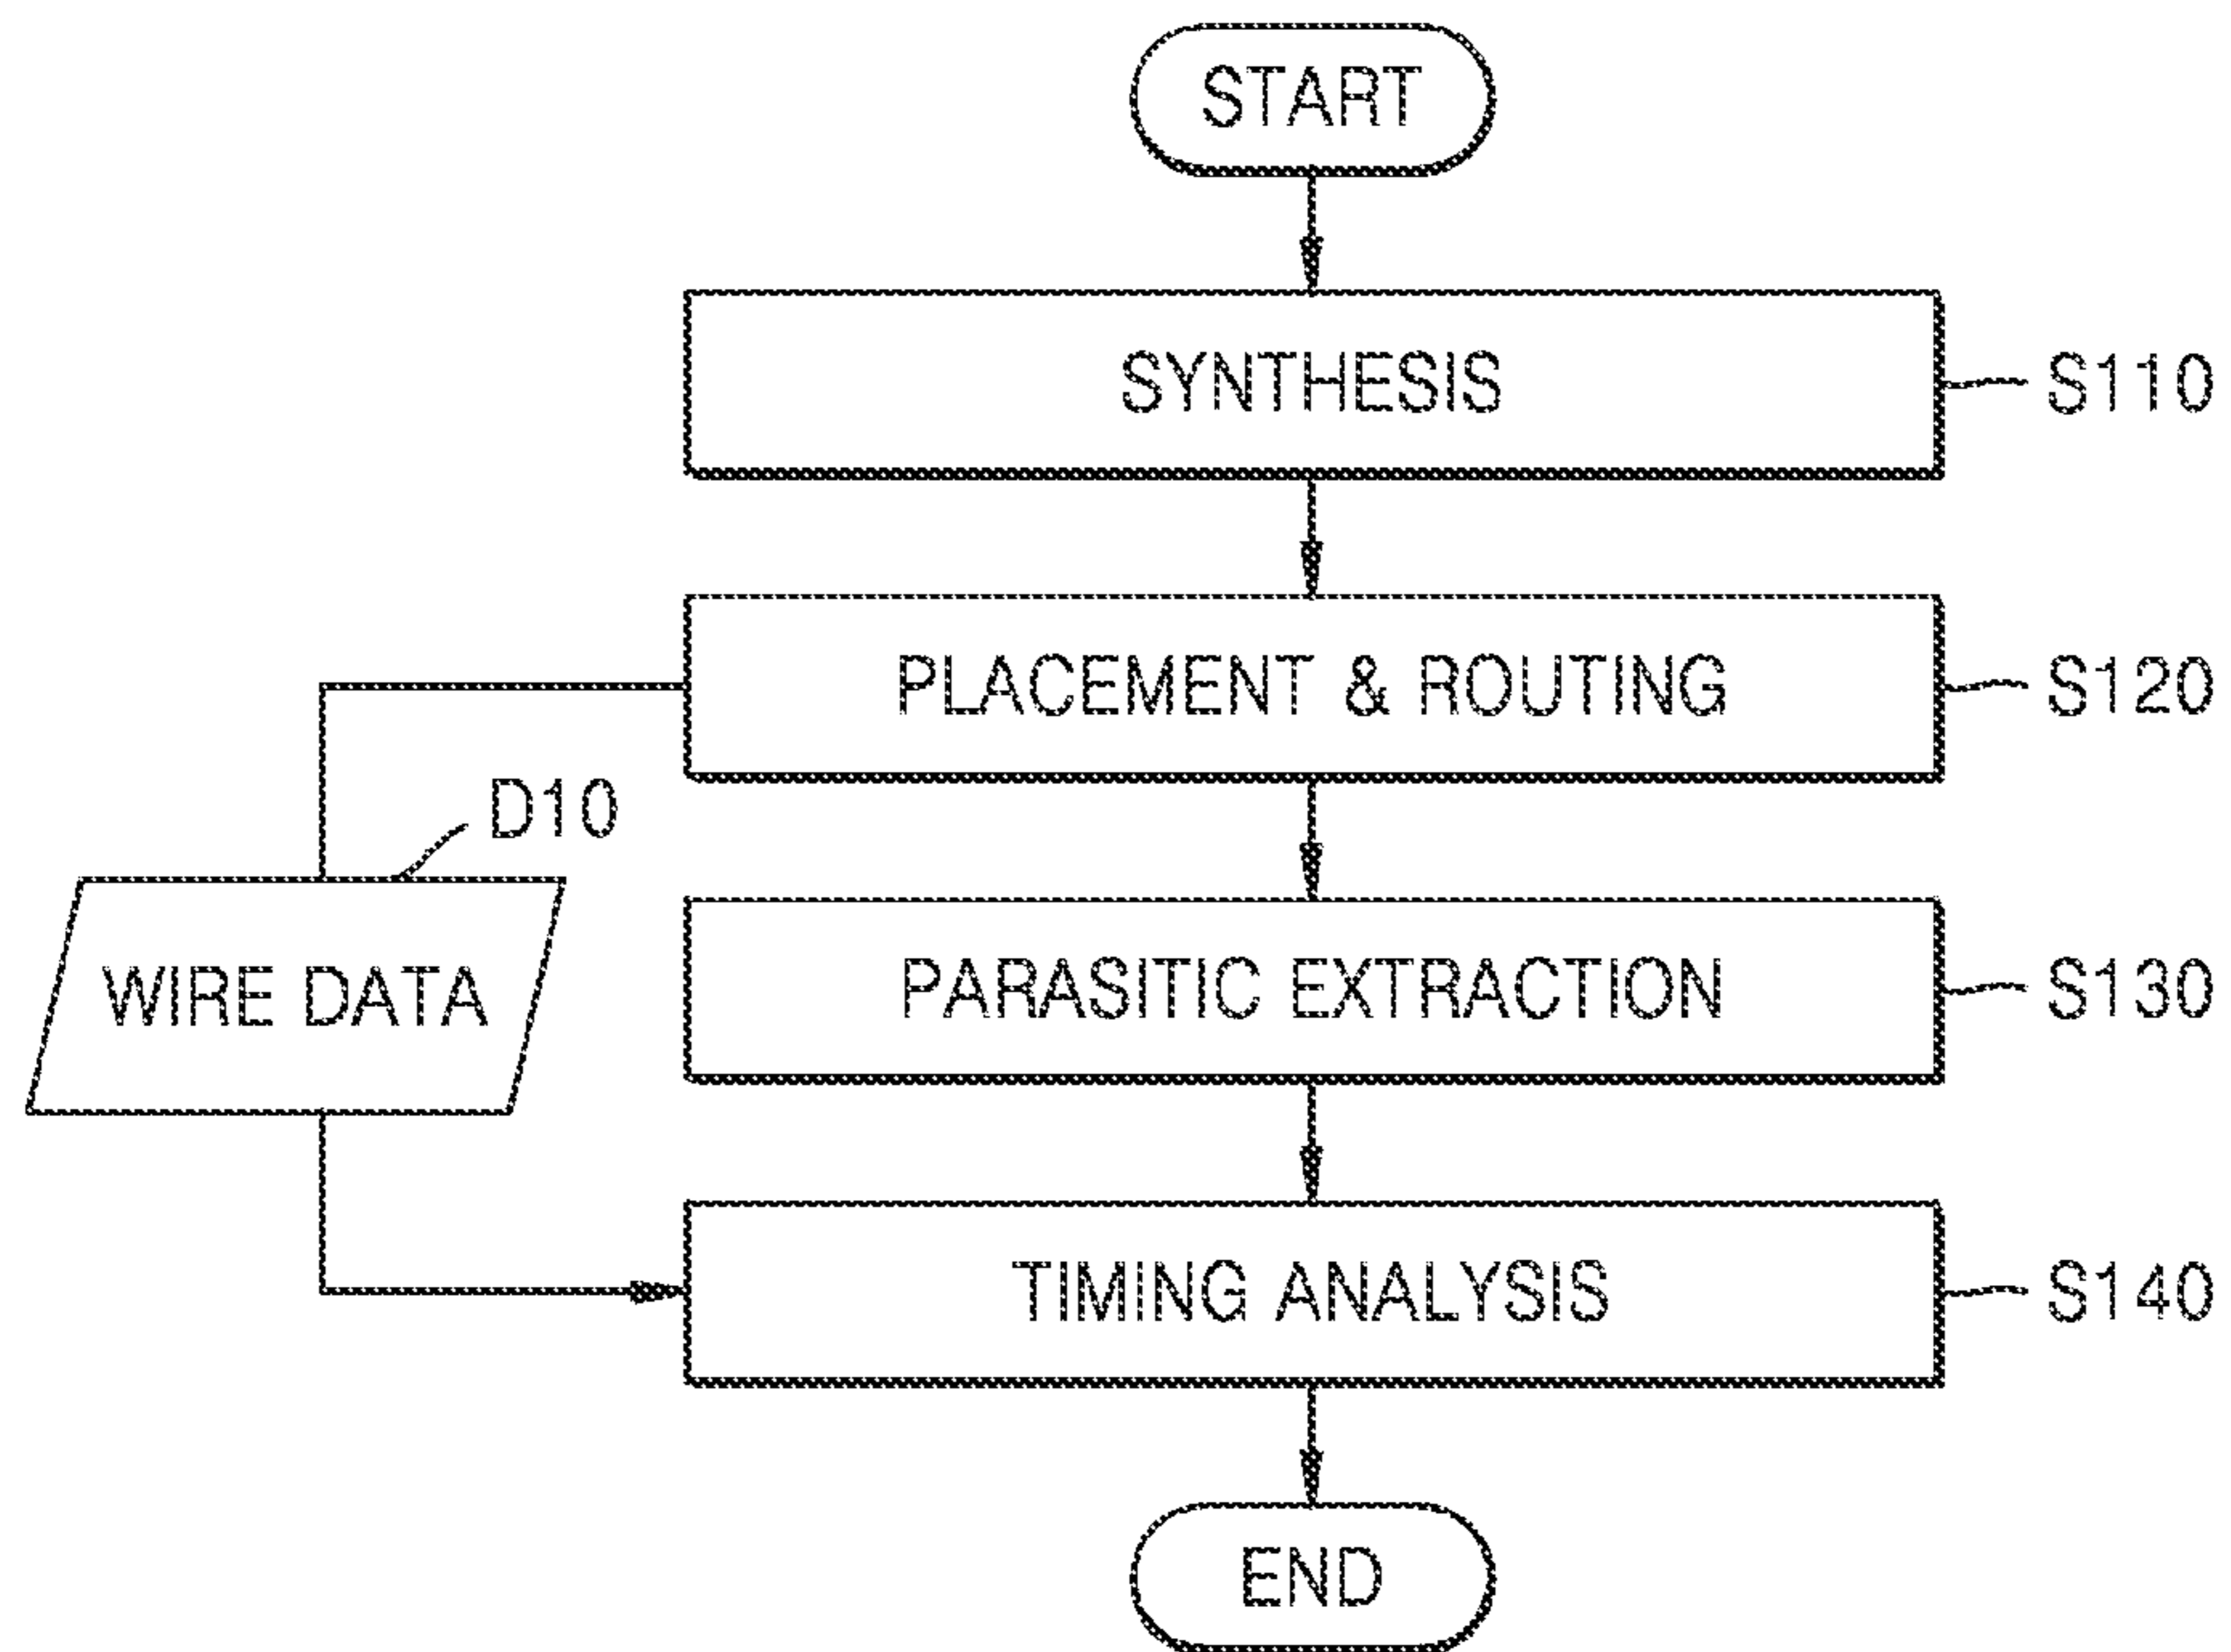 START
SYNTHESIS
S110
PLACEMENT & ROUTING
S120
D10
WIRE DATA
PARASITIC EXTRACTION
S130
TIMING ANALYSIS
S140
END